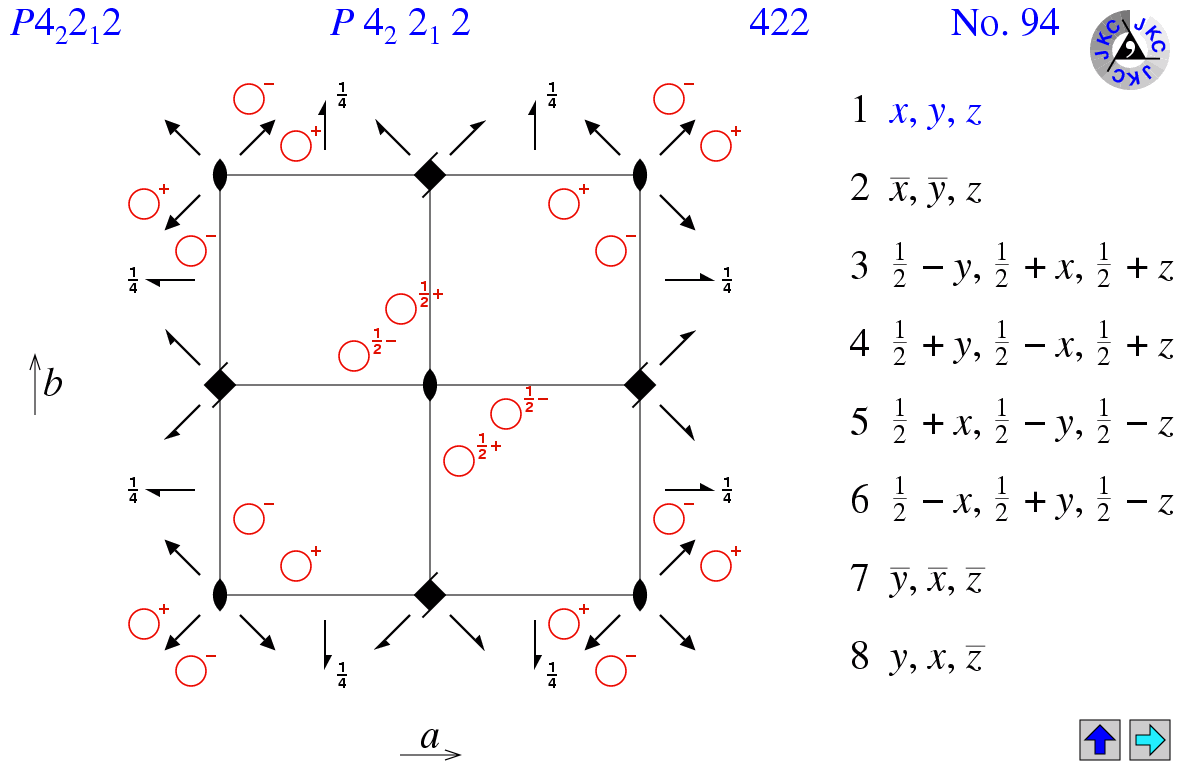 P4₂2₁2 P 4₂ 2₁ 2 422 No. 94
JKC JKC JKC
− 1/4 1/4 −
+ +
1 x, y, z
+ + −
−
2 x̅, y̅, z
1/4 1/4
3 1/2 − y, 1/2 + x, 1/2 + z
1/2+
1/2−
4 1/2 + y, 1/2 − x, 1/2 + z
b
1/2−
5 1/2 + x, 1/2 − y, 1/2 − z
1/2+
1/4 1/4
6 1/2 − x, 1/2 + y, 1/2 − z
− −
+ +
7 y̅, x̅, z̅
+ +
− 1/4 1/4 −
8 y, x, z̅
a